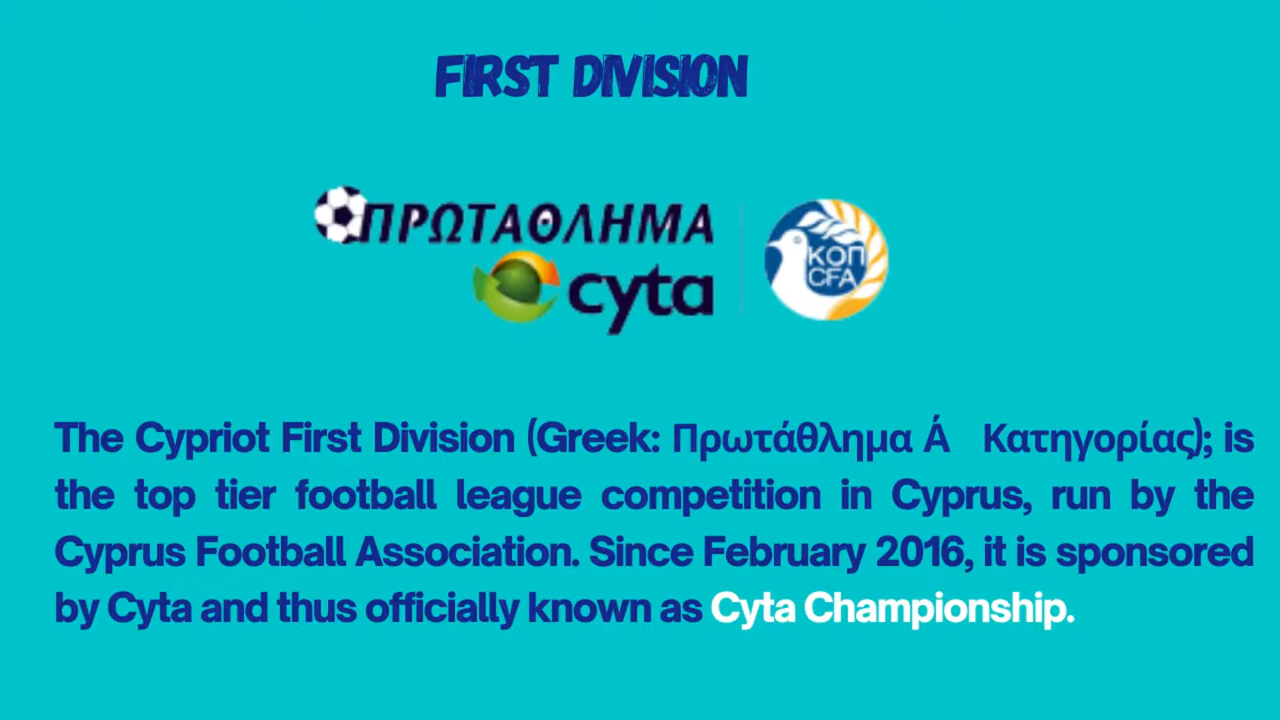 FIRST DIVISION
ΠΡΩΤΑΘΛΗΜΑ
cyta
ΚΟΠ
CFA
The Cypriot First Division (Greek: Πρωτάθλημα Ά Κατηγορίας); is
the top tier football league competition in Cyprus, run by the
Cyprus Football Association. Since February 2016, it is sponsored
by Cyta and thus officially known as Cyta Championship.